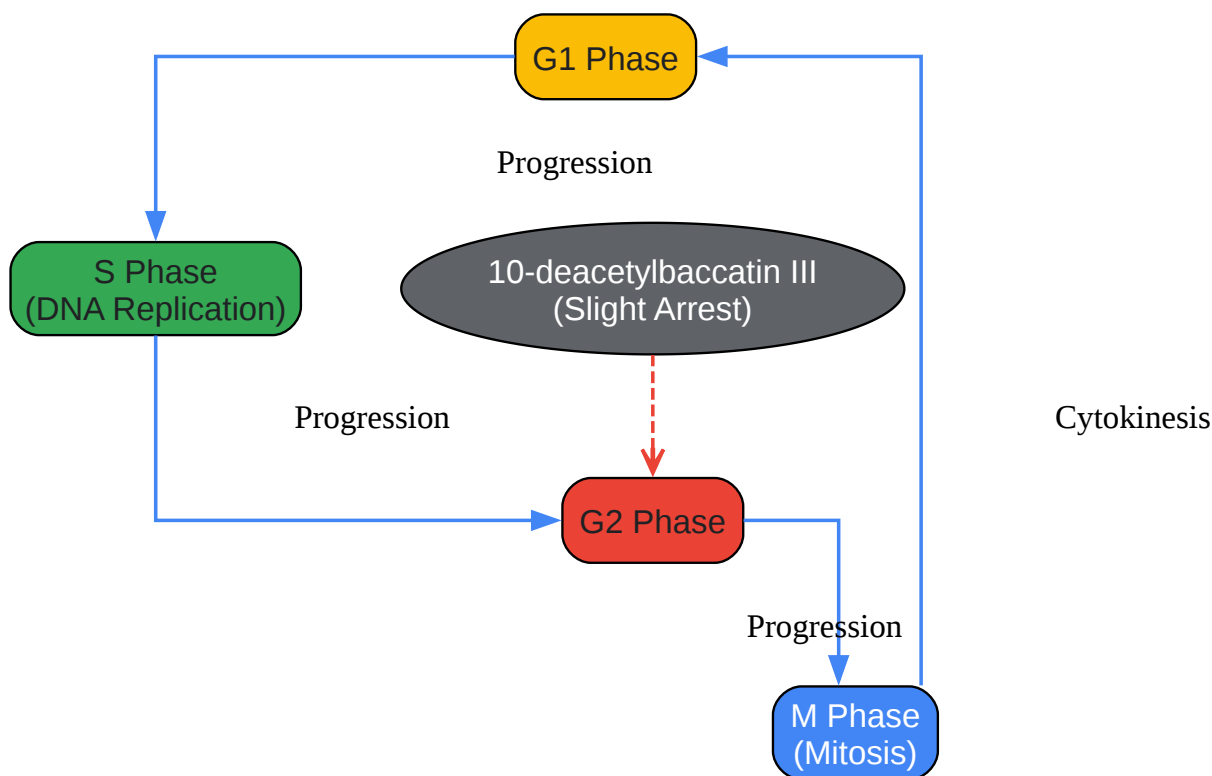 G1 Phase
Progression
S Phase
(DNA Replication)
10-deacetylbaccatin III
(Slight Arrest)
Progression
Cytokinesis
G2 Phase
Progression
M Phase
(Mitosis)